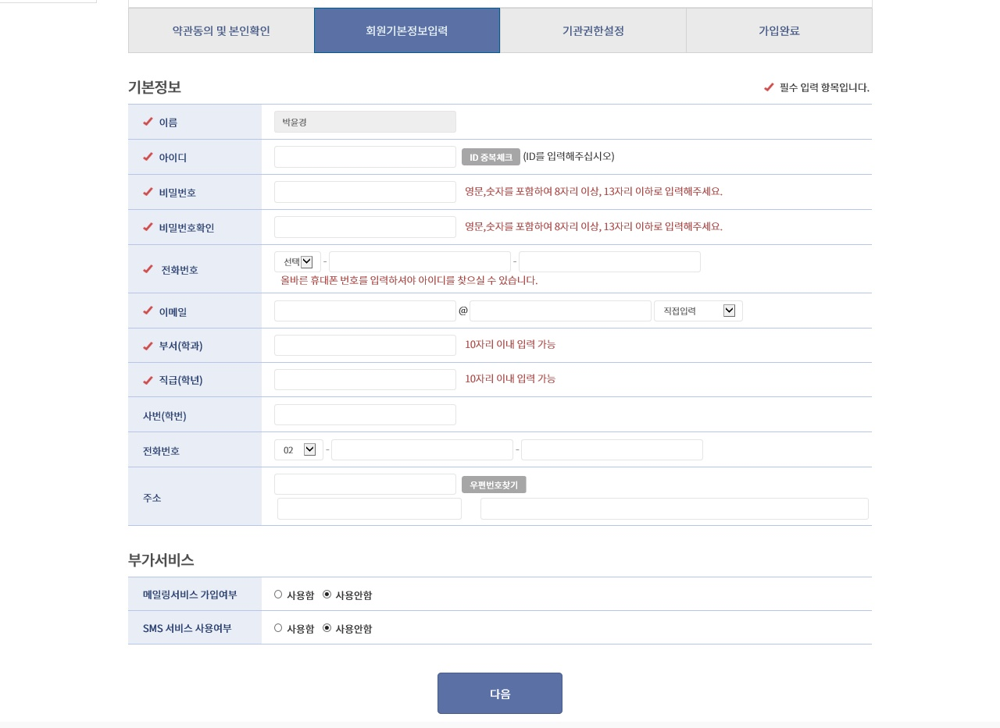 약관동의 및 본인확인 회원기본정보입력 기관권한설정 가입완료
기본정보 필수 입력 항목입니다.
이름 박윤경
아이디 ID 중복체크 (ID를 입력해주십시오)
비밀번호 영문,숫자를 포함하여 8자리 이상, 13자리 이하로 입력해주세요.
비밀번호확인 영문,숫자를 포함하여 8자리 이상, 13자리 이하로 입력해주세요.
전화번호 선택 - -
올바른 휴대폰 번호를 입력하셔야 아이디를 찾으실 수 있습니다.
이메일 @ 직접입력
부서(학과) 10자리 이내 입력 가능
직급(학년) 10자리 이내 입력 가능
사번(학번)
전화번호 02 - -
주소 우편번호찾기
부가서비스
메일링서비스 가입여부 사용함 사용안함
SMS 서비스 사용여부 사용함 사용안함
다음